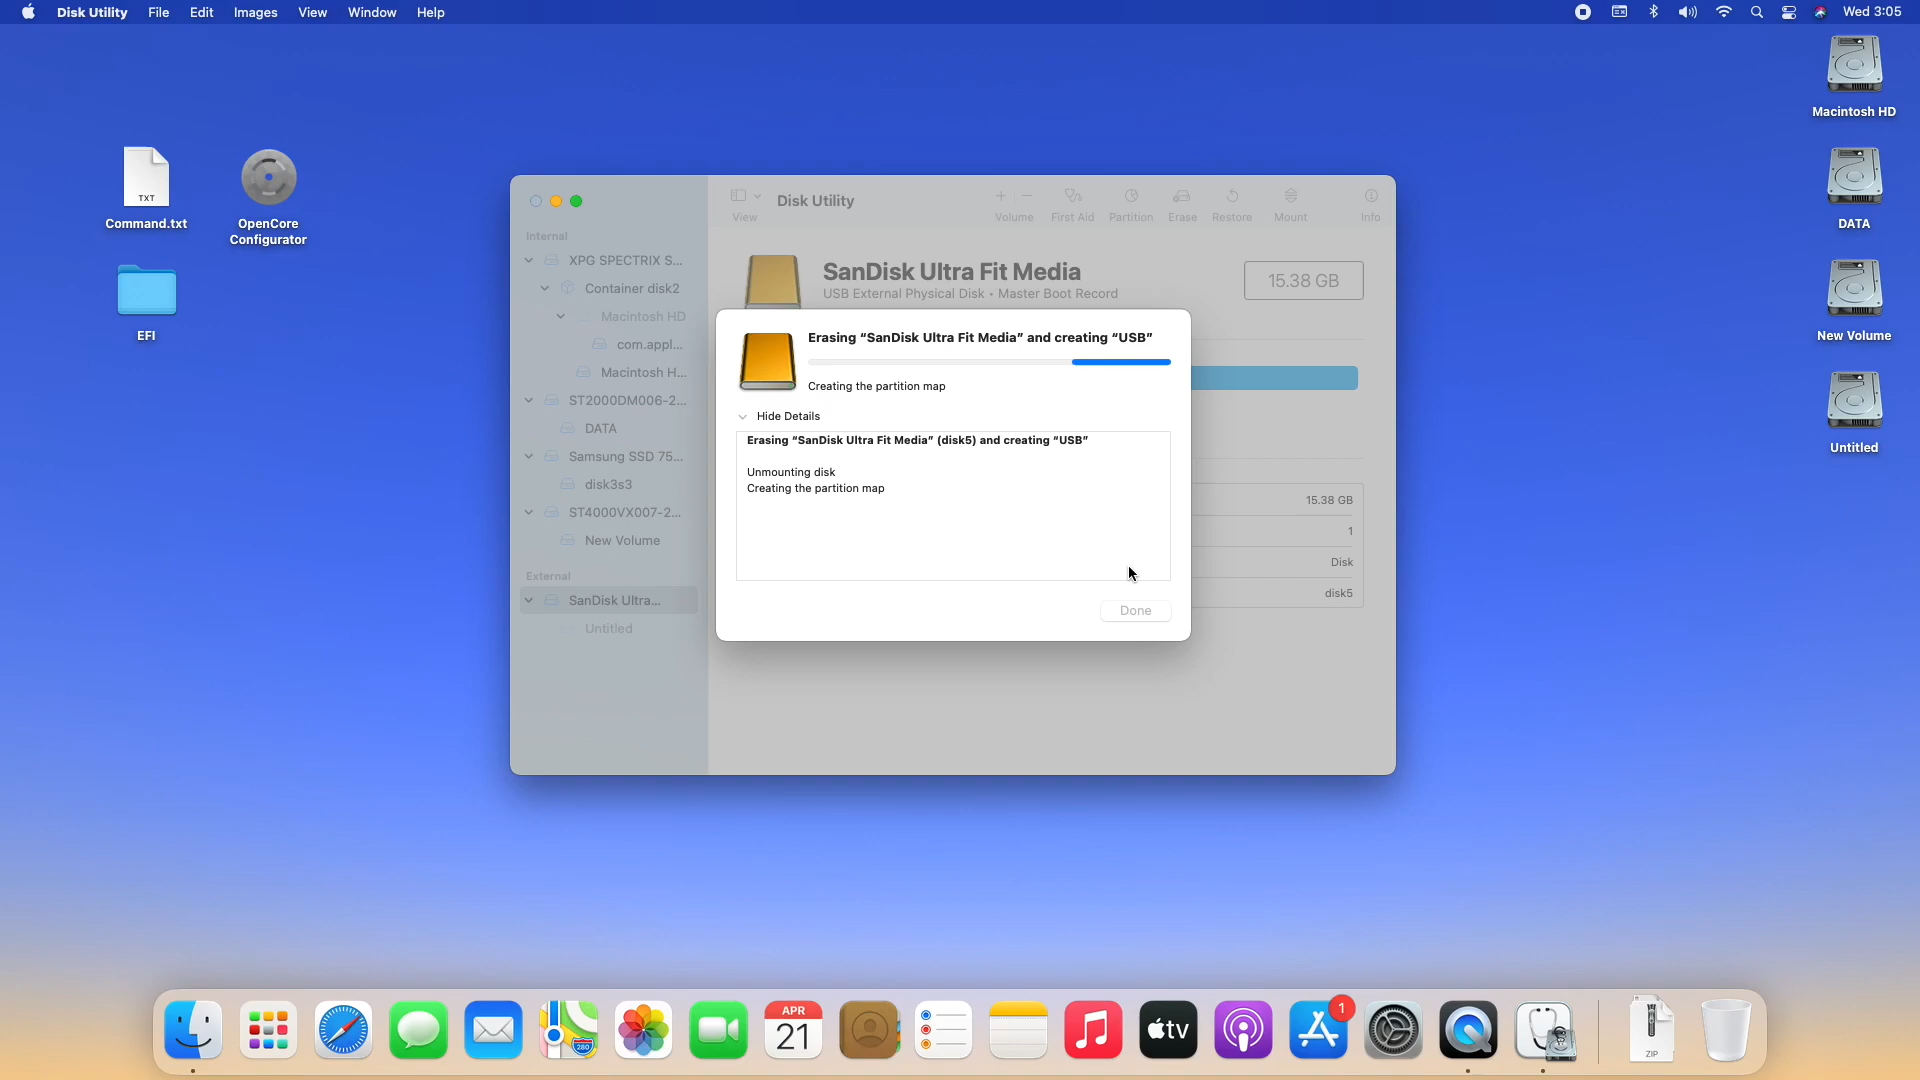 Disk Utility File Edit Images View Window Help
Wed 3:05
Macintosh HD
DATA
New Volume
Untitled
TXT
Command.txt
OpenCore
Configurator
EFI
Internal
XPG SPECTRIX S...
Container disk2
Macintosh HD
com.appl...
Macintosh H...
ST2000DM006-2...
DATA
Samsung SSD 75...
disk3s3
ST4000VX007-2...
New Volume
External
SanDisk Ultra...
Untitled
View
Disk Utility
Volume First Aid Partition Erase Restore Mount Info
SanDisk Ultra Fit Media
USB External Physical Disk • Master Boot Record
15.38 GB
Erasing “SanDisk Ultra Fit Media” and creating “USB”
Creating the partition map
Hide Details
Erasing “SanDisk Ultra Fit Media” (disk5) and creating “USB”
Unmounting disk
Creating the partition map
Done
15.38 GB
1
Disk
disk5
280
APR
21
tv
1
ZIP